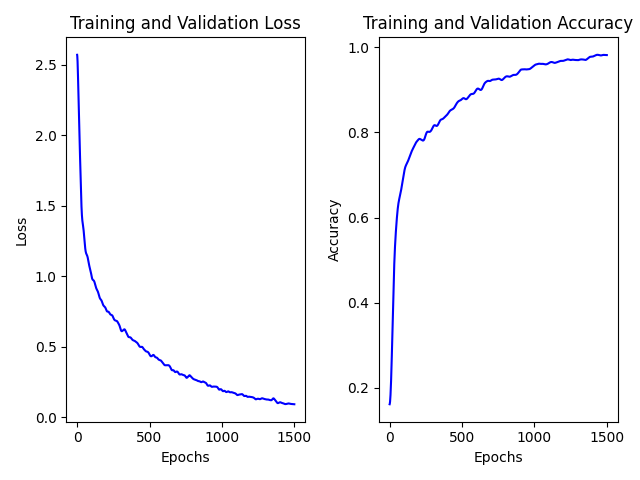 Training and Validation Loss
2.5
2.0
1.5
1.0
0.5
0.0
Loss
0 500 1000 1500
Epochs
Training and Validation Accuracy
1.0
0.8
0.6
0.4
0.2
Accuracy
0 500 1000 1500
Epochs